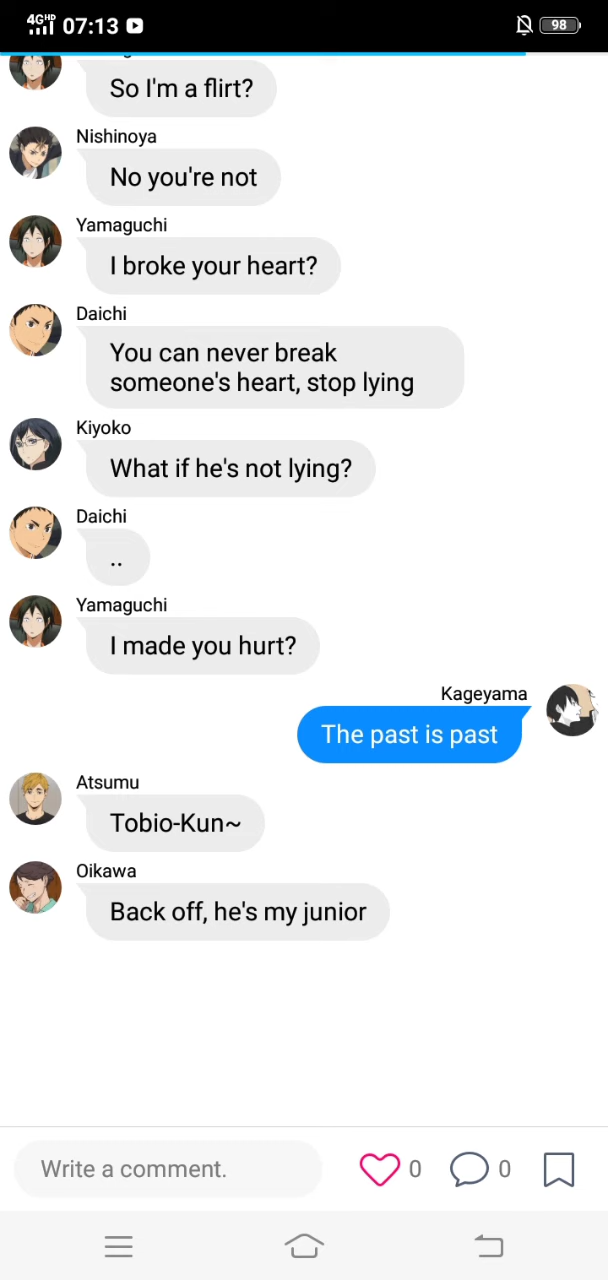 4G HD 07:13 98
So I'm a flirt?
Nishinoya
No you're not
Yamaguchi
I broke your heart?
Daichi
You can never break
someone's heart, stop lying
Kiyoko
What if he's not lying?
Daichi
..
Yamaguchi
I made you hurt?
Kageyama
The past is past
Atsumu
Tobio-Kun~
Oikawa
Back off, he's my junior
Write a comment. 0 0